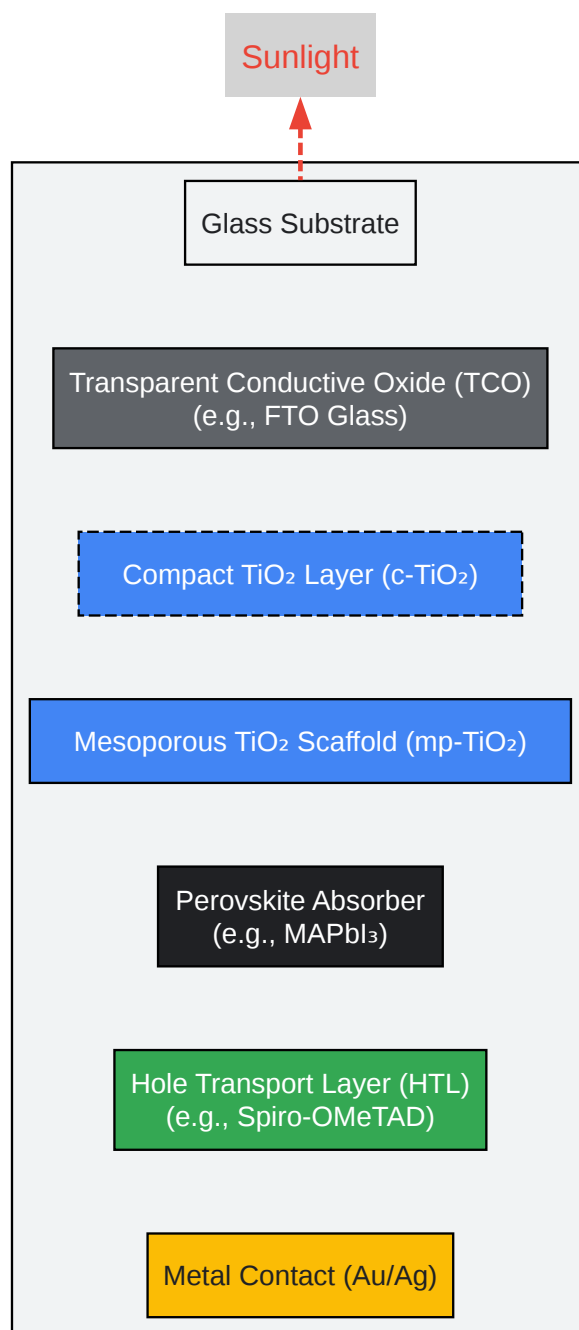 Sunlight
Glass Substrate
Transparent Conductive Oxide (TCO)
(e.g., FTO Glass)
Compact TiO₂ Layer (c-TiO₂)
Mesoporous TiO₂ Scaffold (mp-TiO₂)
Perovskite Absorber
(e.g., MAPbI₃)
Hole Transport Layer (HTL)
(e.g., Spiro-OMeTAD)
Metal Contact (Au/Ag)